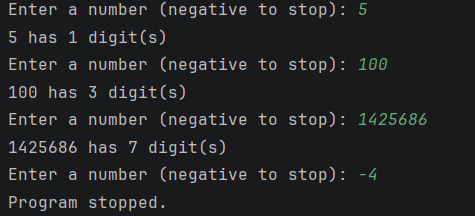 Enter a number (negative to stop): 5
5 has 1 digit(s)
Enter a number (negative to stop): 100
100 has 3 digit(s)
Enter a number (negative to stop): 1425686
1425686 has 7 digit(s)
Enter a number (negative to stop): -4
Program stopped.